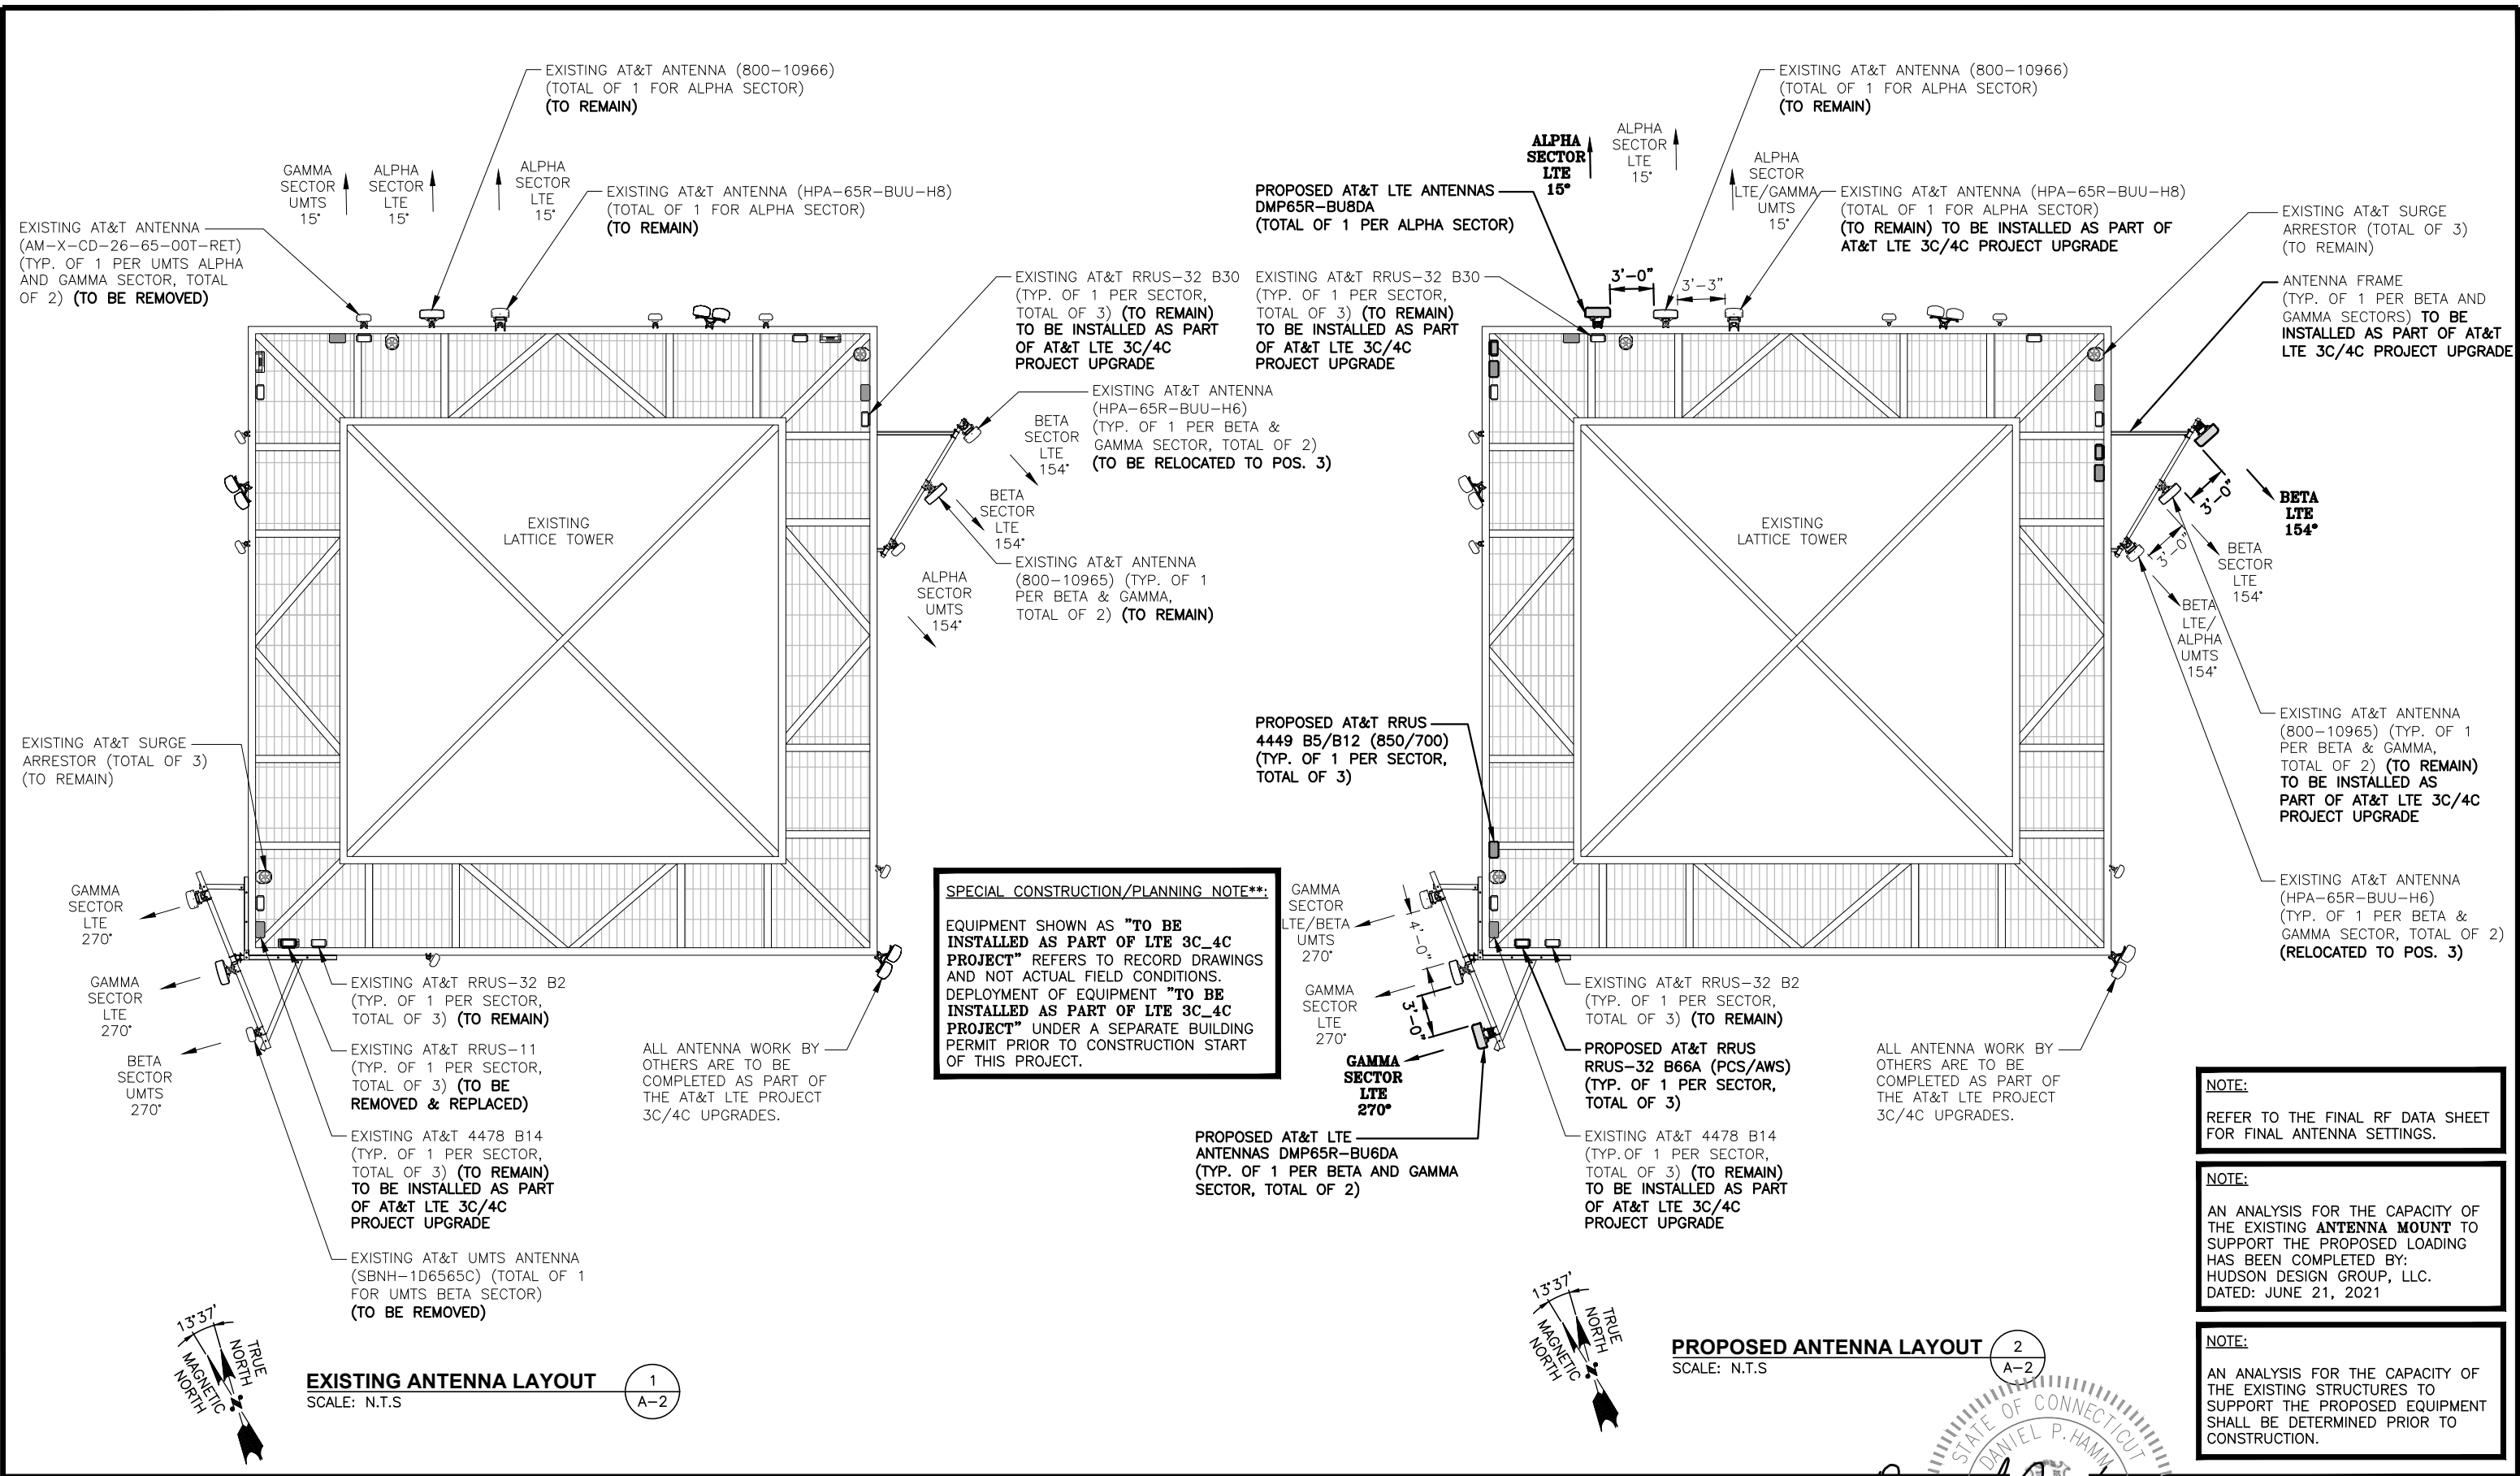 EXISTING AT&T ANTENNA (800-10966)
(TOTAL OF 1 FOR ALPHA SECTOR)
(TO REMAIN)
GAMMA
SECTOR
UMTS
15°
ALPHA
SECTOR
LTE
15°
ALPHA
SECTOR
LTE
15°
EXISTING AT&T ANTENNA (HPA-65R-BUU-H8)
(TOTAL OF 1 FOR ALPHA SECTOR)
(TO REMAIN)
EXISTING AT&T ANTENNA
(AM-X-CD-26-65-00T-RET)
(TYP. OF 1 PER UMTS ALPHA
AND GAMMA SECTOR, TOTAL
OF 2) (TO BE REMOVED)
EXISTING AT&T RRUS-32 B30
(TYP. OF 1 PER SECTOR,
TOTAL OF 3) (TO REMAIN)
TO BE INSTALLED AS PART
OF AT&T LTE 3C/4C
PROJECT UPGRADE
EXISTING AT&T ANTENNA
(HPA-65R-BUU-H6)
(TYP. OF 1 PER BETA &
GAMMA SECTOR, TOTAL OF 2)
(TO BE RELOCATED TO POS. 3)
BETA
SECTOR
LTE
154°
BETA
SECTOR
LTE
154°
EXISTING AT&T ANTENNA
(800-10965) (TYP. OF 1
PER BETA & GAMMA,
TOTAL OF 2) (TO REMAIN)
ALPHA
SECTOR
UMTS
154°
EXISTING
LATTICE TOWER
EXISTING AT&T SURGE
ARRESTOR (TOTAL OF 3)
(TO REMAIN)
GAMMA
SECTOR
LTE
270°
GAMMA
SECTOR
LTE
270°
BETA
SECTOR
UMTS
270°
EXISTING AT&T RRUS-32 B2
(TYP. OF 1 PER SECTOR,
TOTAL OF 3) (TO REMAIN)
EXISTING AT&T RRUS-11
(TYP. OF 1 PER SECTOR,
TOTAL OF 3) (TO BE
REMOVED & REPLACED)
EXISTING AT&T 4478 B14
(TYP. OF 1 PER SECTOR,
TOTAL OF 3) (TO REMAIN)
TO BE INSTALLED AS PART
OF AT&T LTE 3C/4C
PROJECT UPGRADE
EXISTING AT&T UMTS ANTENNA
(SBNH-1D6565C) (TOTAL OF 1
FOR UMTS BETA SECTOR)
(TO BE REMOVED)
ALL ANTENNA WORK BY
OTHERS ARE TO BE
COMPLETED AS PART OF
THE AT&T LTE PROJECT
3C/4C UPGRADES.
13°37'
TRUE
NORTH
MAGNETIC
NORTH
EXISTING ANTENNA LAYOUT
SCALE: N.T.S
1
A-2
SPECIAL CONSTRUCTION/PLANNING NOTE**:
EQUIPMENT SHOWN AS "TO BE
INSTALLED AS PART OF LTE 3C_4C
PROJECT" REFERS TO RECORD DRAWINGS
AND NOT ACTUAL FIELD CONDITIONS.
DEPLOYMENT OF EQUIPMENT "TO BE
INSTALLED AS PART OF LTE 3C_4C
PROJECT" UNDER A SEPARATE BUILDING
PERMIT PRIOR TO CONSTRUCTION START
OF THIS PROJECT.
EXISTING AT&T ANTENNA (800-10966)
(TOTAL OF 1 FOR ALPHA SECTOR)
(TO REMAIN)
ALPHA
SECTOR
LTE
15°
ALPHA
SECTOR
LTE
15°
ALPHA
SECTOR
LTE/GAMMA
UMTS
15°
PROPOSED AT&T LTE ANTENNAS
DMP65R-BU8DA
(TOTAL OF 1 PER ALPHA SECTOR)
EXISTING AT&T ANTENNA (HPA-65R-BUU-H8)
(TOTAL OF 1 FOR ALPHA SECTOR)
(TO REMAIN) TO BE INSTALLED AS PART OF
AT&T LTE 3C/4C PROJECT UPGRADE
EXISTING AT&T SURGE
ARRESTOR (TOTAL OF 3)
(TO REMAIN)
EXISTING AT&T RRUS-32 B30
(TYP. OF 1 PER SECTOR,
TOTAL OF 3) (TO REMAIN)
TO BE INSTALLED AS PART
OF AT&T LTE 3C/4C
PROJECT UPGRADE
3'-0"
3'-3"
ANTENNA FRAME
(TYP. OF 1 PER BETA AND
GAMMA SECTORS) TO BE
INSTALLED AS PART OF AT&T
LTE 3C/4C PROJECT UPGRADE
EXISTING
LATTICE TOWER
3'-0"
3'-0"
BETA
LTE
154°
BETA
SECTOR
LTE
154°
BETA
LTE/
ALPHA
UMTS
154°
PROPOSED AT&T RRUS
4449 B5/B12 (850/700)
(TYP. OF 1 PER SECTOR,
TOTAL OF 3)
EXISTING AT&T ANTENNA
(800-10965) (TYP. OF 1
PER BETA & GAMMA,
TOTAL OF 2) (TO REMAIN)
TO BE INSTALLED AS
PART OF AT&T LTE 3C/4C
PROJECT UPGRADE
EXISTING AT&T ANTENNA
(HPA-65R-BUU-H6)
(TYP. OF 1 PER BETA &
GAMMA SECTOR, TOTAL OF 2)
(RELOCATED TO POS. 3)
GAMMA
SECTOR
LTE/BETA
UMTS
270°
4'-0"
GAMMA
SECTOR
LTE
270°
3'-0"
GAMMA
SECTOR
LTE
270°
PROPOSED AT&T LTE
ANTENNAS DMP65R-BU6DA
(TYP. OF 1 PER BETA AND GAMMA
SECTOR, TOTAL OF 2)
EXISTING AT&T RRUS-32 B2
(TYP. OF 1 PER SECTOR,
TOTAL OF 3) (TO REMAIN)
PROPOSED AT&T RRUS
RRUS-32 B66A (PCS/AWS)
(TYP. OF 1 PER SECTOR,
TOTAL OF 3)
EXISTING AT&T 4478 B14
(TYP.OF 1 PER SECTOR,
TOTAL OF 3) (TO REMAIN)
TO BE INSTALLED AS PART
OF AT&T LTE 3C/4C
PROJECT UPGRADE
ALL ANTENNA WORK BY
OTHERS ARE TO BE
COMPLETED AS PART OF
THE AT&T LTE PROJECT
3C/4C UPGRADES.
13°37'
TRUE
NORTH
MAGNETIC
NORTH
PROPOSED ANTENNA LAYOUT
SCALE: N.T.S
2
A-2
NOTE:
REFER TO THE FINAL RF DATA SHEET
FOR FINAL ANTENNA SETTINGS.
NOTE:
AN ANALYSIS FOR THE CAPACITY OF
THE EXISTING ANTENNA MOUNT TO
SUPPORT THE PROPOSED LOADING
HAS BEEN COMPLETED BY:
HUDSON DESIGN GROUP, LLC.
DATED: JUNE 21, 2021
NOTE:
AN ANALYSIS FOR THE CAPACITY OF
THE EXISTING STRUCTURES TO
SUPPORT THE PROPOSED EQUIPMENT
SHALL BE DETERMINED PRIOR TO
CONSTRUCTION.
STATE OF CONNECTICUT
DANIEL P. HAMM